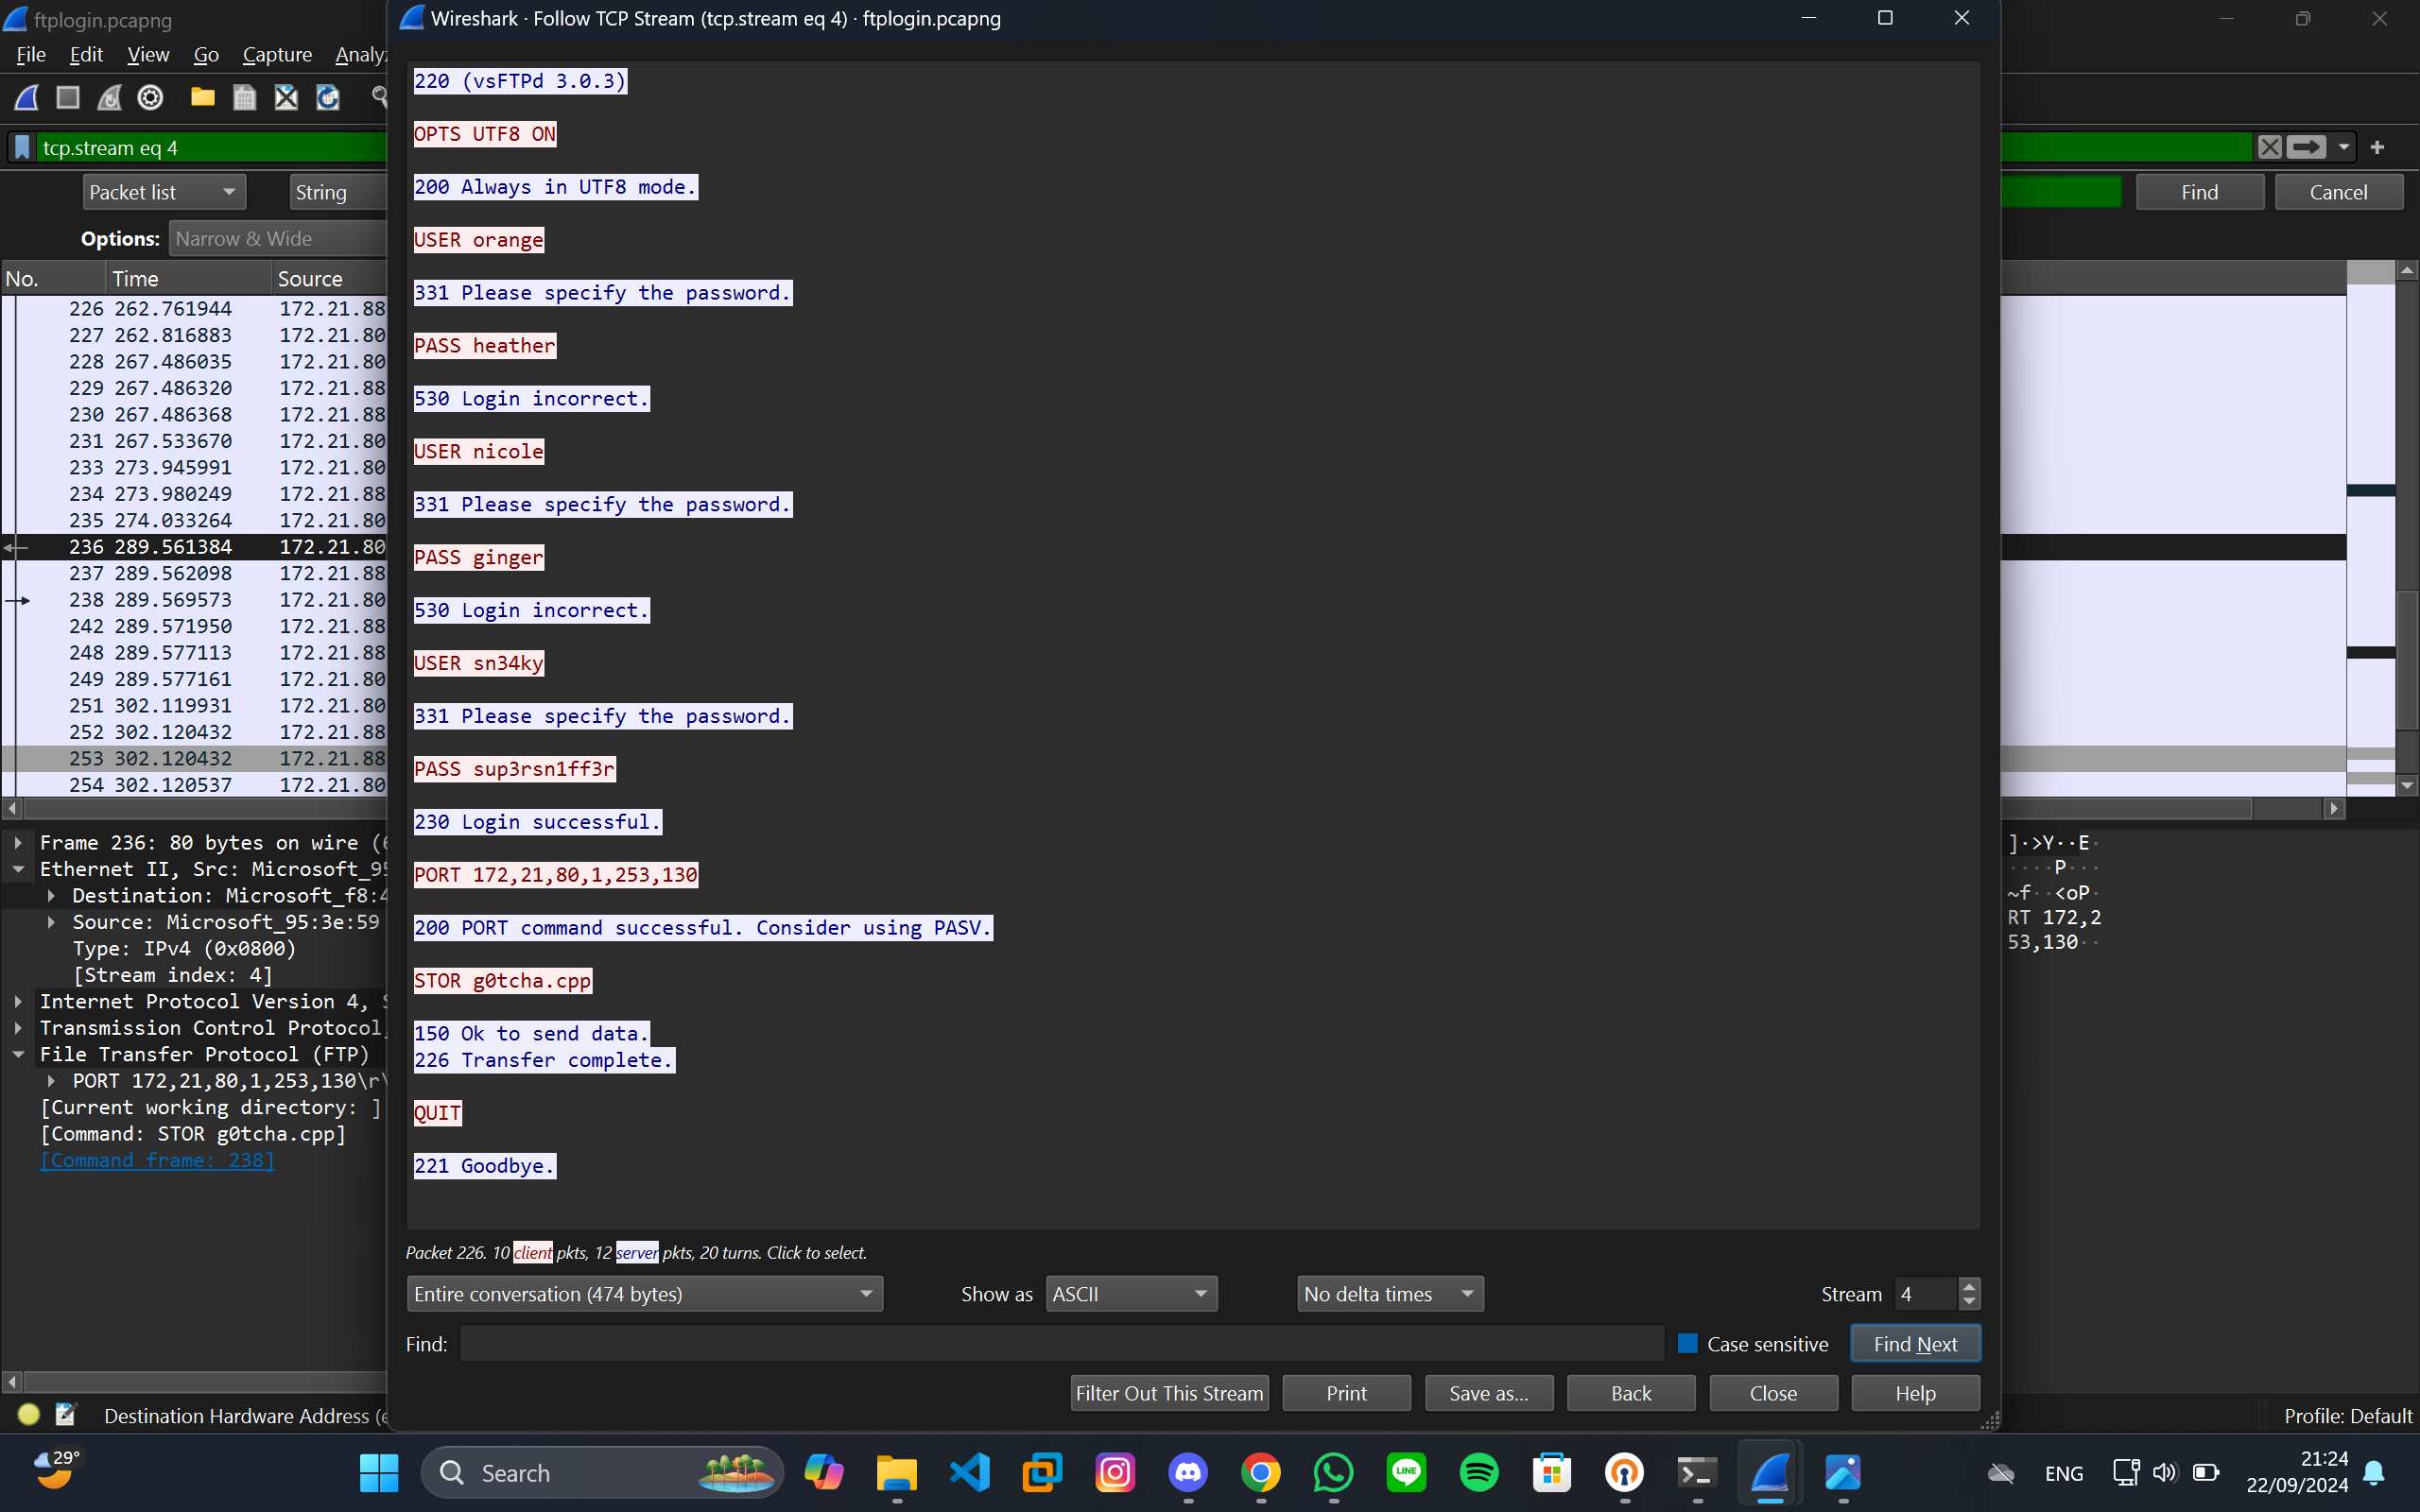 ftplogin.pcapng
File Edit View Go Capture
tcp.stream eq 4
Packet list String
Find Cancel
Options: Narrow & Wide
No. Time Source
226 262.761944 172.21.88
227 262.816883 172.21.80
228 267.486035 172.21.80
229 267.486320 172.21.88
230 267.486368 172.21.88
231 267.533670 172.21.80
233 273.945991 172.21.80
234 273.980249 172.21.88
235 274.033264 172.21.80
236 289.561384 172.21.80
237 289.562098 172.21.88
238 289.569573 172.21.80
242 289.571950 172.21.88
248 289.577113 172.21.88
249 289.577161 172.21.80
251 302.119931 172.21.80
252 302.120432 172.21.88
253 302.120432 172.21.88
254 302.120537 172.21.80
Frame 236: 80 bytes on wire
Ethernet II, Src: Microsoft_95
Destination: Microsoft_f8:4
Source: Microsoft_95:3e:59
Type: IPv4 (0x0800)
[Stream index: 4]
Internet Protocol Version 4,
Transmission Control Protocol,
File Transfer Protocol (FTP)
PORT 172,21,80,1,253,130\r\
[Current working directory: ]
[Command: STOR g0tcha.cpp]
[Command frame: 238]
Destination Hardware Address
Wireshark · Follow TCP Stream (tcp.stream eq 4) · ftplogin.pcapng
220 (vsFTPd 3.0.3)
OPTS UTF8 ON
200 Always in UTF8 mode.
USER orange
331 Please specify the password.
PASS heather
530 Login incorrect.
USER nicole
331 Please specify the password.
PASS ginger
530 Login incorrect.
USER sn34ky
331 Please specify the password.
PASS sup3rsn1ff3r
230 Login successful.
PORT 172,21,80,1,253,130
200 PORT command successful. Consider using PASV.
STOR g0tcha.cpp
150 Ok to send data.
226 Transfer complete.
QUIT
221 Goodbye.
Packet 226. 10 client pkts, 12 server pkts, 20 turns. Click to select.
Entire conversation (474 bytes) Show as ASCII No delta times Stream 4
Find: Case sensitive Find Next
Filter Out This Stream Print Save as... Back Close Help
]·>Y··E·
····P···
~f··<oP·
RT 172,2
53,130··
Profile: Default
29° Search ENG 21:24
22/09/2024